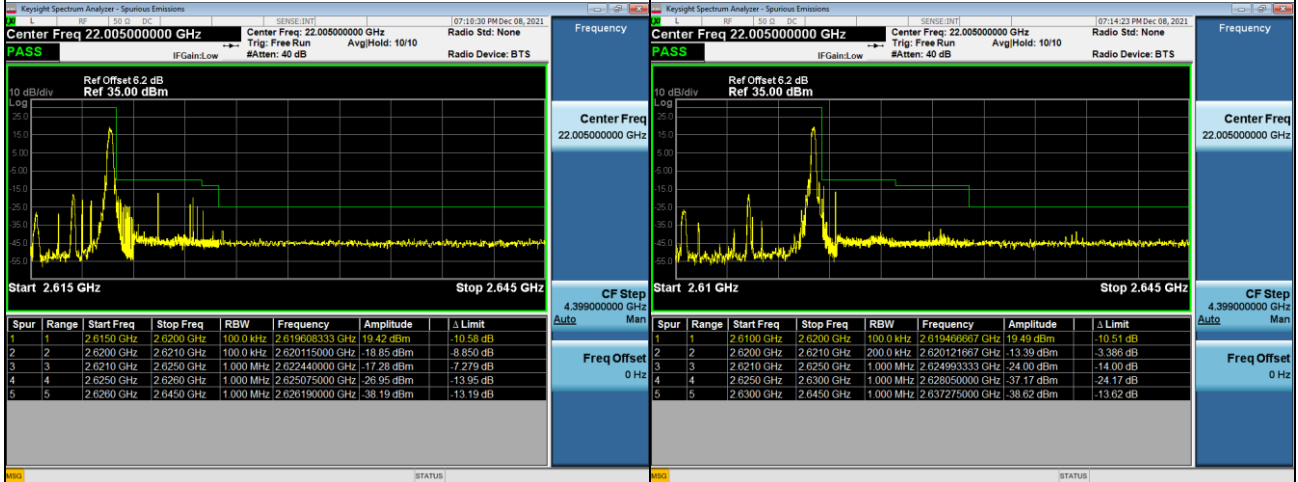 Keysight Spectrum Analyzer - Spurious Emissions
L RF 50 Ω DC SENSE:INT 07:10:30 PM Dec 08, 2021
Center Freq 22.005000000 GHz Center Freq: 22.005000000 GHz Radio Std: None
Trig: Free Run Avg|Hold: 10/10
PASS IFGain:Low #Atten: 40 dB Radio Device: BTS
Ref Offset 6.2 dB
10 dB/div Ref 35.00 dBm
Log
25.0
15.0
5.00
-5.00
-15.0
-25.0
-35.0
-45.0
-55.0
Start 2.615 GHz Stop 2.645 GHz
Spur Range Start Freq Stop Freq RBW Frequency Amplitude Δ Limit
1 1 2.6150 GHz 2.6200 GHz 100.0 kHz 2.619608333 GHz 19.42 dBm -10.58 dB
2 2 2.6200 GHz 2.6210 GHz 100.0 kHz 2.620115000 GHz -18.85 dBm -8.850 dB
3 3 2.6210 GHz 2.6250 GHz 1.000 MHz 2.622440000 GHz -17.28 dBm -7.279 dB
4 4 2.6250 GHz 2.6260 GHz 1.000 MHz 2.625075000 GHz -26.95 dBm -13.95 dB
5 5 2.6260 GHz 2.6450 GHz 1.000 MHz 2.626190000 GHz -38.19 dBm -13.19 dB
MSG STATUS
Frequency
Center Freq
22.005000000 GHz
CF Step
4.399000000 GHz
Auto Man
Freq Offset
0 Hz
Keysight Spectrum Analyzer - Spurious Emissions
L RF 50 Ω DC SENSE:INT 07:14:23 PM Dec 08, 2021
Center Freq 22.005000000 GHz Center Freq: 22.005000000 GHz Radio Std: None
Trig: Free Run Avg|Hold: 10/10
PASS IFGain:Low #Atten: 40 dB Radio Device: BTS
Ref Offset 6.2 dB
10 dB/div Ref 35.00 dBm
Log
25.0
15.0
5.00
-5.00
-15.0
-25.0
-35.0
-45.0
-55.0
Start 2.61 GHz Stop 2.645 GHz
Spur Range Start Freq Stop Freq RBW Frequency Amplitude Δ Limit
1 1 2.6100 GHz 2.6200 GHz 100.0 kHz 2.619466667 GHz 19.49 dBm -10.51 dB
2 2 2.6200 GHz 2.6210 GHz 200.0 kHz 2.620121667 GHz -13.39 dBm -3.386 dB
3 3 2.6210 GHz 2.6250 GHz 1.000 MHz 2.624993333 GHz -24.00 dBm -14.00 dB
4 4 2.6250 GHz 2.6300 GHz 1.000 MHz 2.628050000 GHz -37.17 dBm -24.17 dB
5 5 2.6300 GHz 2.6450 GHz 1.000 MHz 2.637275000 GHz -38.62 dBm -13.62 dB
MSG STATUS
Frequency
Center Freq
22.005000000 GHz
CF Step
4.399000000 GHz
Auto Man
Freq Offset
0 Hz